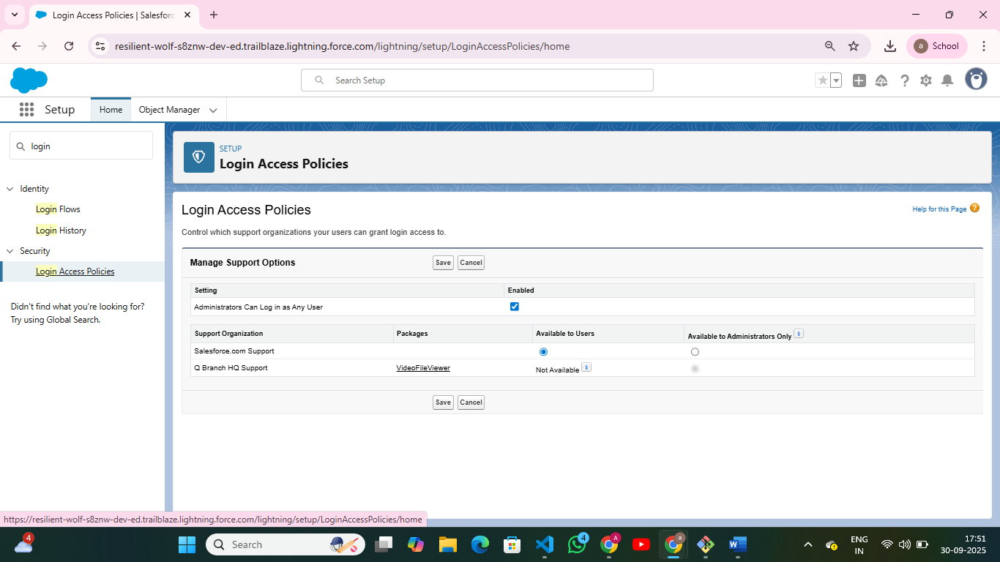 Login Access Policies | Salesforc
resilient-wolf-s8znw-dev-ed.trailblaze.lightning.force.com/lightning/setup/LoginAccessPolicies/home
a
School
Search Setup
Setup
Home
Object Manager
login
Identity
Login Flows
Login History
Security
Login Access Policies
Didn't find what you're looking for?
Try using Global Search.
SETUP
Login Access Policies
Login Access Policies
Help for this Page
Control which support organizations your users can grant login access to.
Manage Support Options
Save
Cancel
Setting
Enabled
Administrators Can Log in as Any User
Support Organization
Packages
Available to Users
Available to Administrators Only
Salesforce.com Support
Q Branch HQ Support
VideoFileViewer
Not Available
Save
Cancel
https://resilient-wolf-s8znw-dev-ed.trailblaze.lightning.force.com/lightning/setup/LoginAccessPolicies/home
4
Search
4
A
a
ENG
IN
17:51
30-09-2025